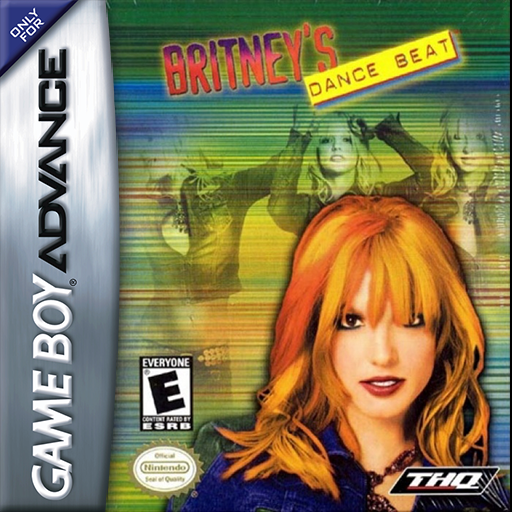 ONLY
FOR
GAME BOY ADVANCE
BRITNEY'S
DANCE BEAT
EVERYONE
E
CONTENT RATED BY
ESRB
Official
Nintendo
Seal of Quality
THQ